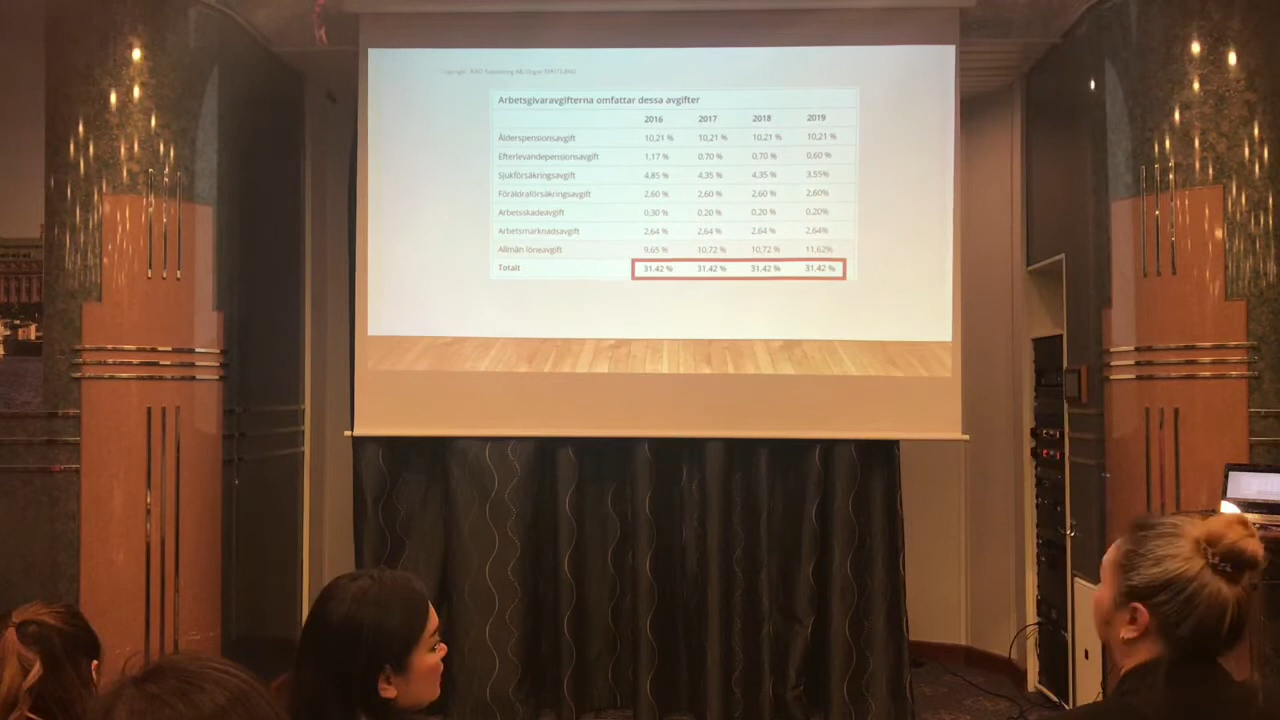 Arbetsgivaravgifterna omfattar dessa avgifter
2016 2017 2018 2019
Ålderspensionsavgift 10,21 % 10,21 % 10,21 % 10,21 %
Efterlevandepensionsavgift 1,17 % 0,70 % 0,70 % 0,60 %
Sjukförsäkringsavgift 4,85 % 4,35 % 4,35 % 3,55%
Föräldraförsäkringsavgift 2,60 % 2,60 % 2,60 % 2,60%
Arbetsskadeavgift 0,30 % 0,20 % 0,20 % 0,20%
Arbetsmarknadsavgift 2,64 % 2,64 % 2,64 % 2,64%
Allmän löneavgift 9,65 % 10,72 % 10,72 % 11,62%
Totalt 31,42 % 31,42 % 31,42 % 31,42 %